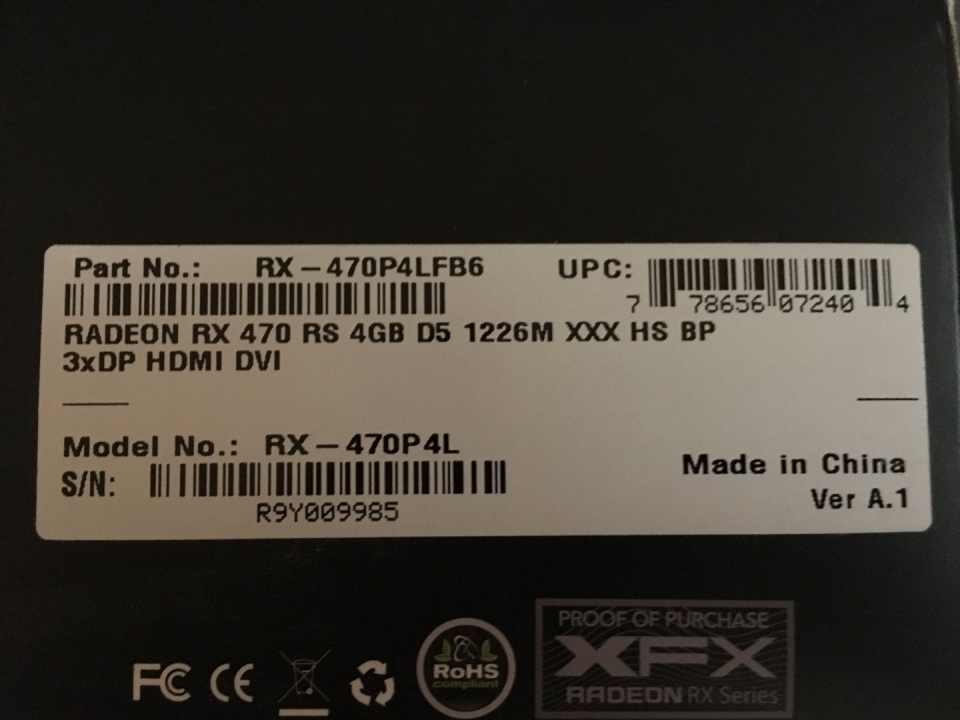 Part No.: RX-470P4LFB6
UPC:
7 78656 07240 4
RADEON RX 470 RS 4GB D5 1226M XXX HS BP
3xDP HDMI DVI
Model No.: RX-470P4L
S/N:
R9Y009985
Made in China
Ver A.1
FC CE
RoHS
compliant
PROOF OF PURCHASE
XFX
RADEON RX Series